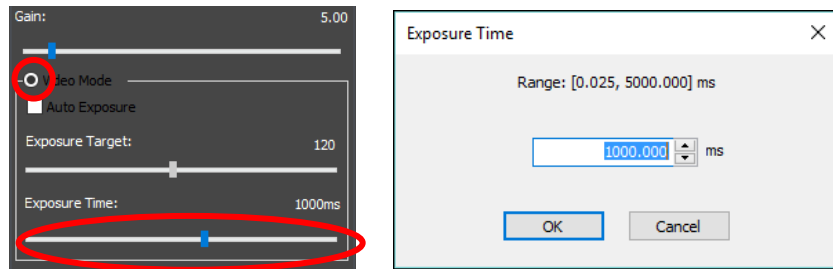 Gain: 5.00
Video Mode
Auto Exposure
Exposure Target: 120
Exposure Time: 1000ms
Exposure Time
Range: [0.025, 5000.000] ms
1000.000 ms
OK Cancel